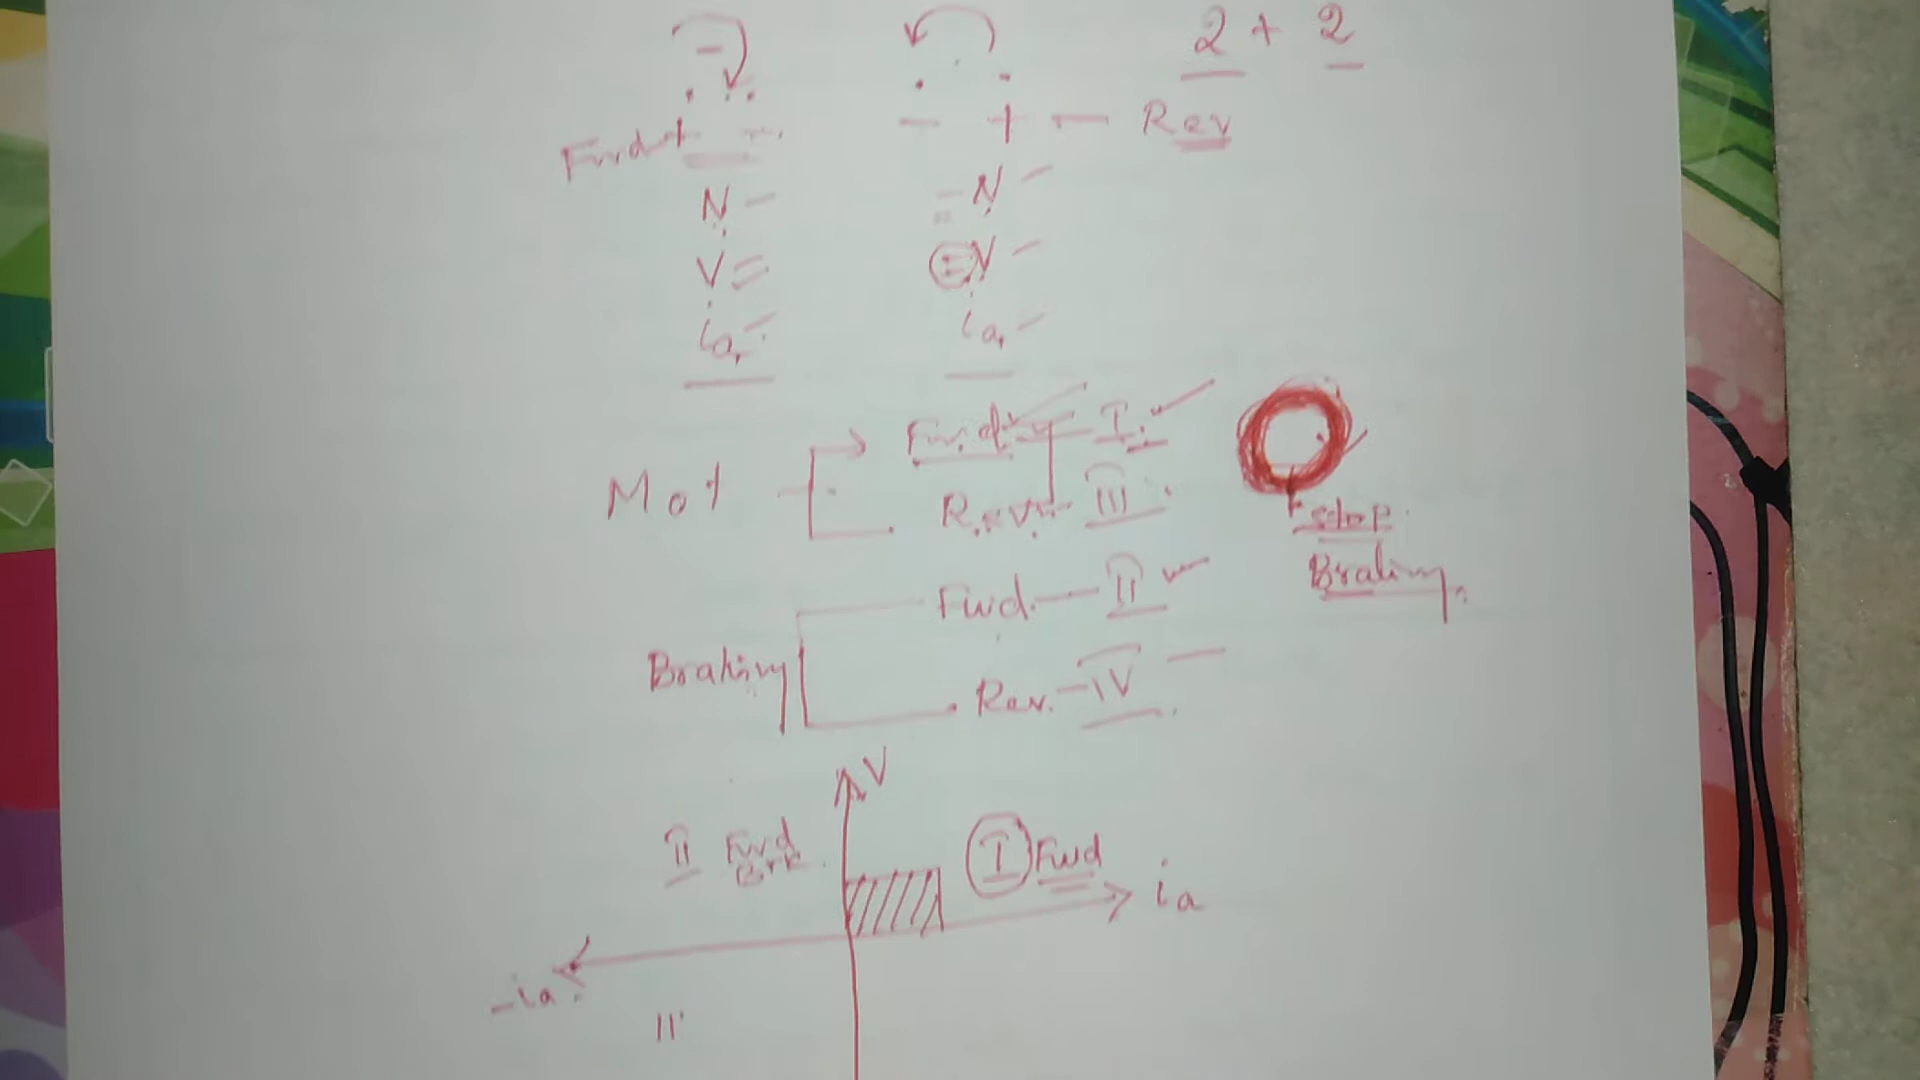 2 + 2
Fwd + - - + - Rev
N - -N -
V = -V -
ia ia
Mot Fwd - I
Rev - III
stop
Braking
Fwd. - II
Braking
Rev. - IV
V
II Fwd
Brk
I Fwd
ia
-ia